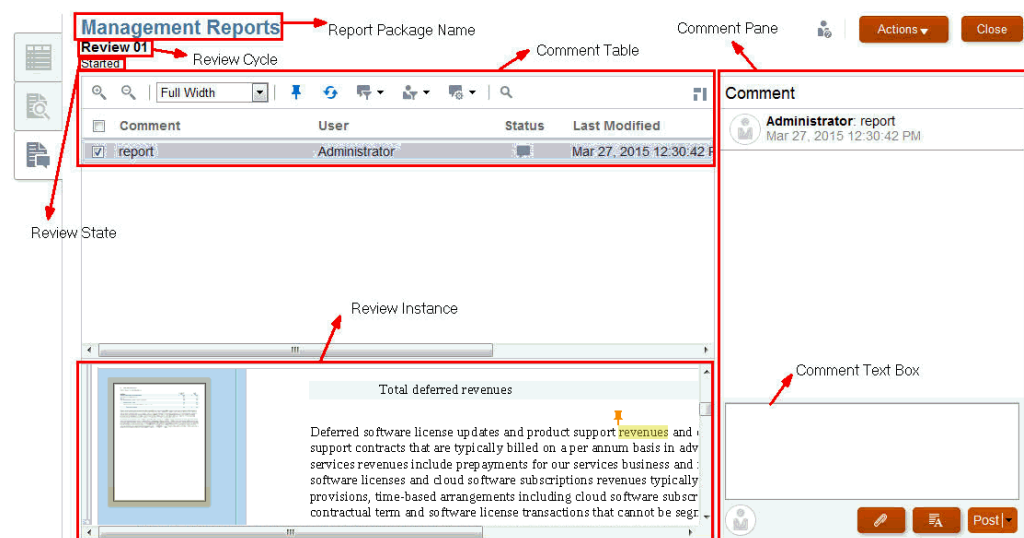 Management Reports
Report Package Name
Comment Pane
Actions
Close
Review 01
Review Cycle
Comment Table
Started
Full Width
Comment
Comment User Status Last Modified
Administrator: report
Mar 27, 2015 12:30:42 PM
report Administrator Mar 27, 2015 12:30:42
Review State
Review Instance
Comment Text Box
Total deferred revenues
Deferred software license updates and product support revenues and
support contracts that are typically billed on a per annum basis in adv
services revenues include prepayments for our services business and
software licenses and cloud software subscriptions revenues typically
provisions, time-based arrangements including cloud software subscr
contractual term and software license transactions that cannot be segr
Post